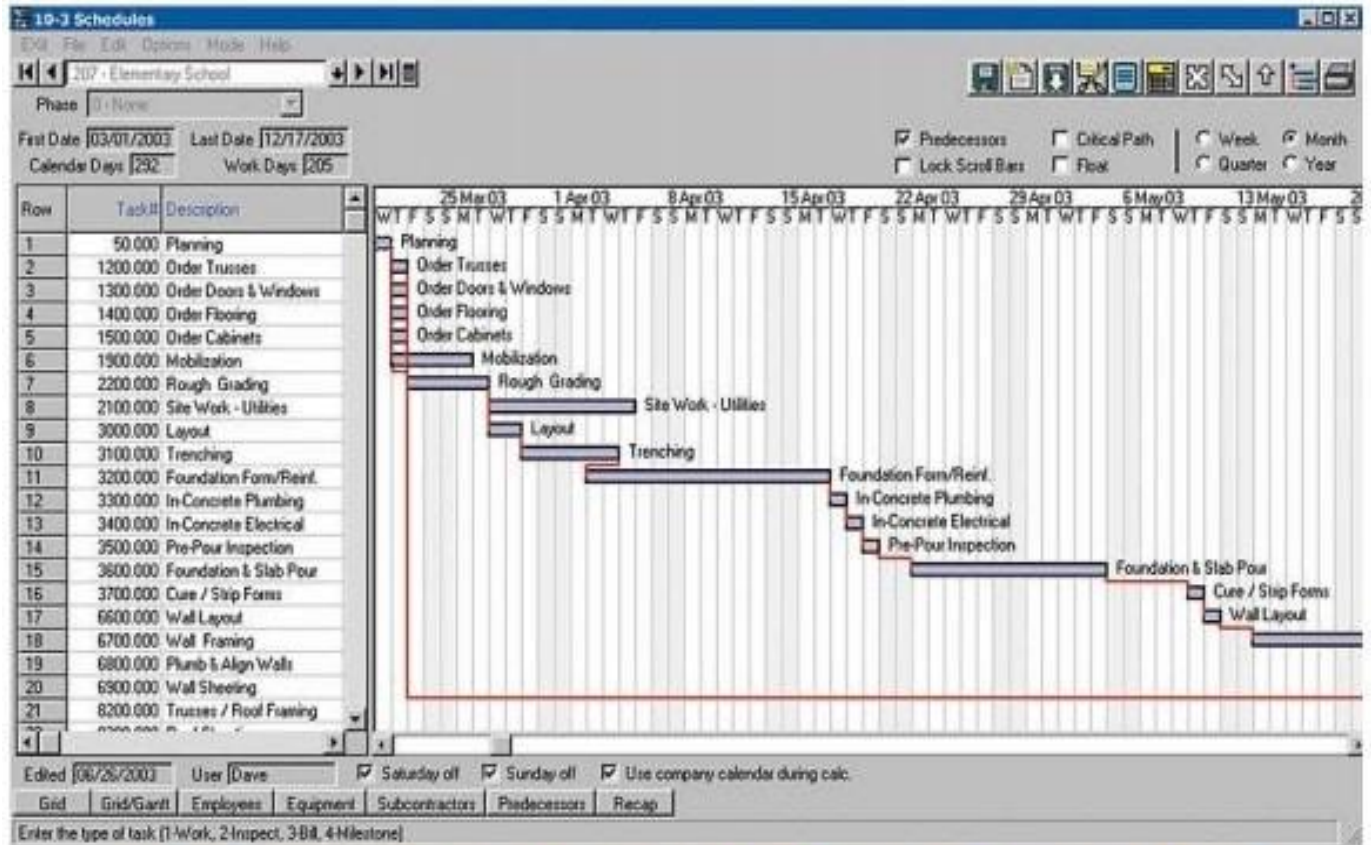 10-3 Schedules
Exit File Edit Options Mode Help
207 - Elementary School
Phase 0 - None
First Date 03/01/2003 Last Date 12/17/2003
Calendar Days 292 Work Days 205
Predecessors Critical Path Week Month
Lock Scroll Bars Float Quarter Year
Row Task# Description
25 Mar 03 1 Apr 03 8 Apr 03 15 Apr 03 22 Apr 03 29 Apr 03 6 May 03 13 May 03 2
W T F S S M T W T F S S M T W T F S S M T W T F S S M T W T F S S M T W T F S S M T W T F S S M T W T F S S M T W T F S S
1 50.000 Planning Planning
2 1200.000 Order Trusses Order Trusses
3 1300.000 Order Doors & Windows Order Doors & Windows
4 1400.000 Order Flooring Order Flooring
5 1500.000 Order Cabinets Order Cabinets
6 1900.000 Mobilization Mobilization
7 2200.000 Rough Grading Rough Grading
8 2100.000 Site Work - Utilities Site Work - Utilities
9 3000.000 Layout Layout
10 3100.000 Trenching Trenching
11 3200.000 Foundation Form/Reinf. Foundation Form/Reinf.
12 3300.000 In-Concrete Plumbing In-Concrete Plumbing
13 3400.000 In-Concrete Electrical In-Concrete Electrical
14 3500.000 Pre-Pour Inspection Pre-Pour Inspection
15 3600.000 Foundation & Slab Pour Foundation & Slab Pour
16 3700.000 Cure / Strip Forms Cure / Strip Forms
17 6600.000 Wall Layout Wall Layout
18 6700.000 Wall Framing
19 6800.000 Plumb & Align Walls
20 6900.000 Wall Sheeting
21 8200.000 Trusses / Roof Framing
Edited 06/26/2003 User Dave Saturday off Sunday off Use company calendar during calc.
Grid Grid/Gantt Employees Equipment Subcontractors Predecessors Recap
Enter the type of task (1-Work, 2-Inspect, 3-Bill, 4-Milestone)